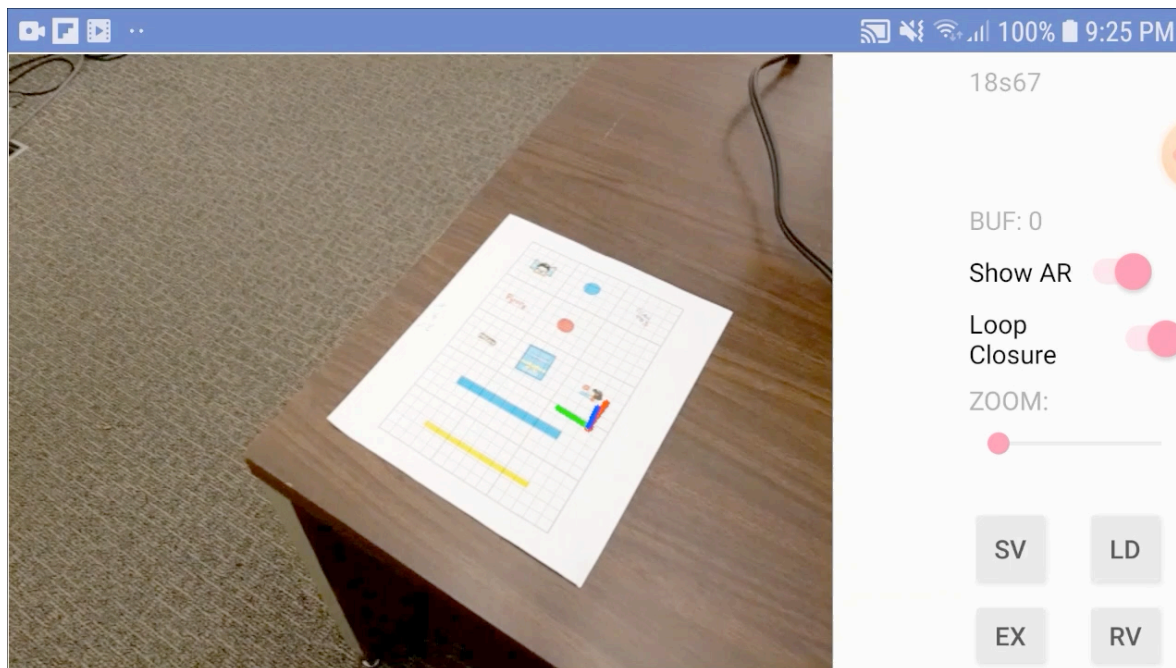 100% 9:25 PM
18s67
BUF: 0
Show AR
Loop
Closure
ZOOM:
SV LD
EX RV